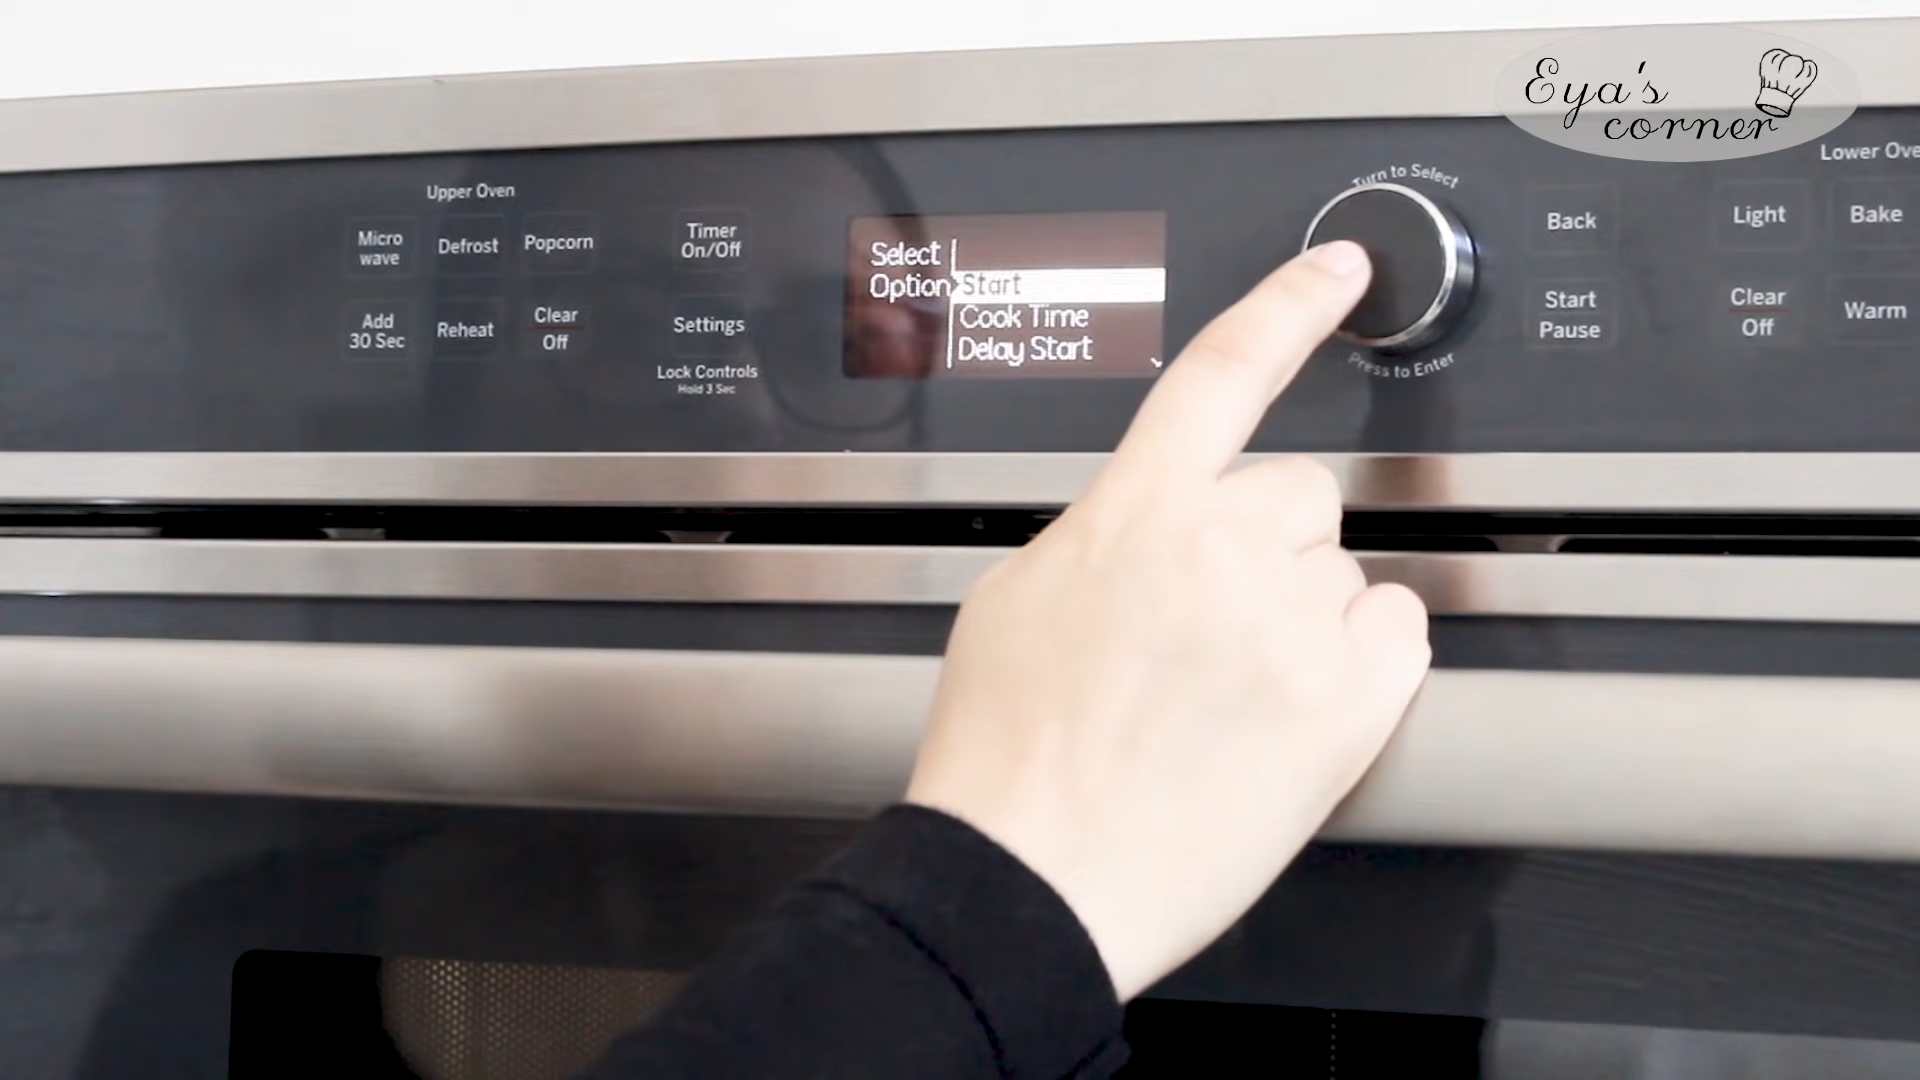 Eya's
corner
Upper Oven
Micro
wave
Defrost
Popcorn
Add
30 Sec
Reheat
Clear
Off
Timer
On/Off
Settings
Lock Controls
Hold 3 Sec
Select
Option
Start
Cook Time
Delay Start
Turn to Select
Press to Enter
Back
Start
Pause
Lower Ove
Light
Bake
Clear
Off
Warm